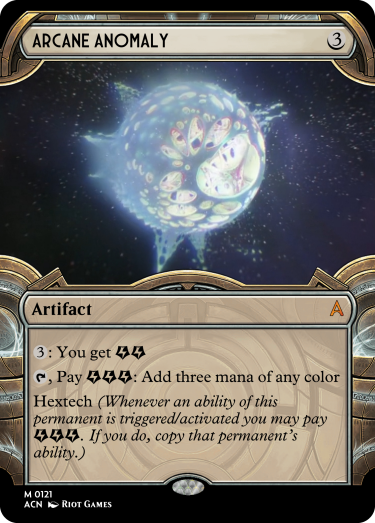 ARCANE ANOMALY 3
Artifact
3: You get
, Pay : Add three mana of any color
Hextech (Whenever an ability of this
permanent is triggered/activated you may pay
. If you do, copy that permanent's
ability.)
M 0121
ACN RIOT GAMES